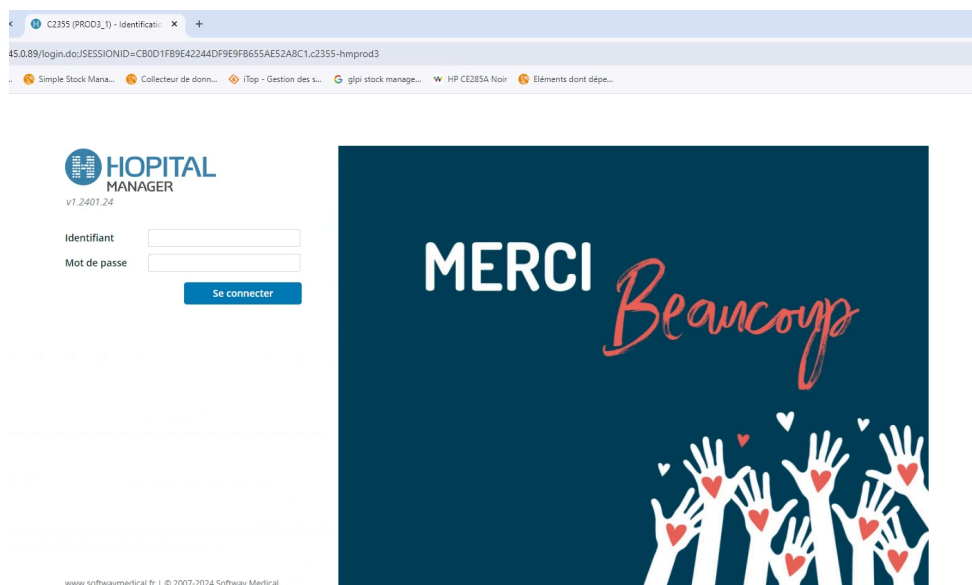 C2355 (PROD3_1) - Identificatio
45.0.89/login.do;JSESSIONID=CB0D1FB9E42244DF9E9FB655AE52A8C1.c2355-hmprod3
Simple Stock Mana... Collecteur de donn... iTop - Gestion des s... glpi stock manage... HP CE285A Noir Eléments dont dépe...
HOPITAL
MANAGER
v1.2401.24
Identifiant
Mot de passe
Se connecter
MERCI
Beaucoup
www.softwaymedical.fr | © 2007-2024 Softway Medical